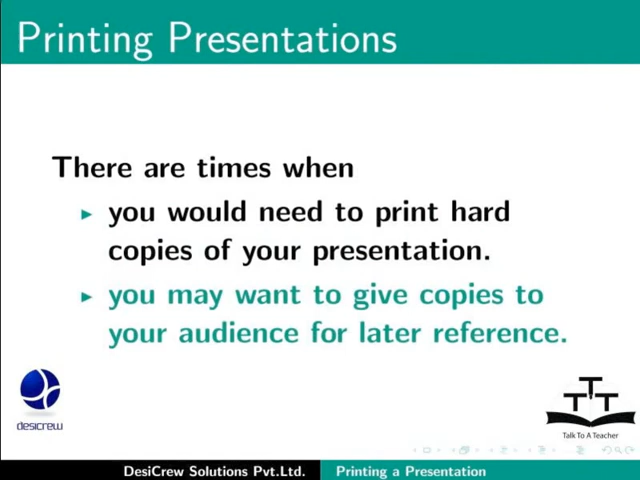 Printing Presentations
There are times when
you would need to print hard
copies of your presentation.
you may want to give copies to
your audience for later reference.
desicrew
TTT
Talk To A Teacher
DesiCrew Solutions Pvt.Ltd.
Printing a Presentation